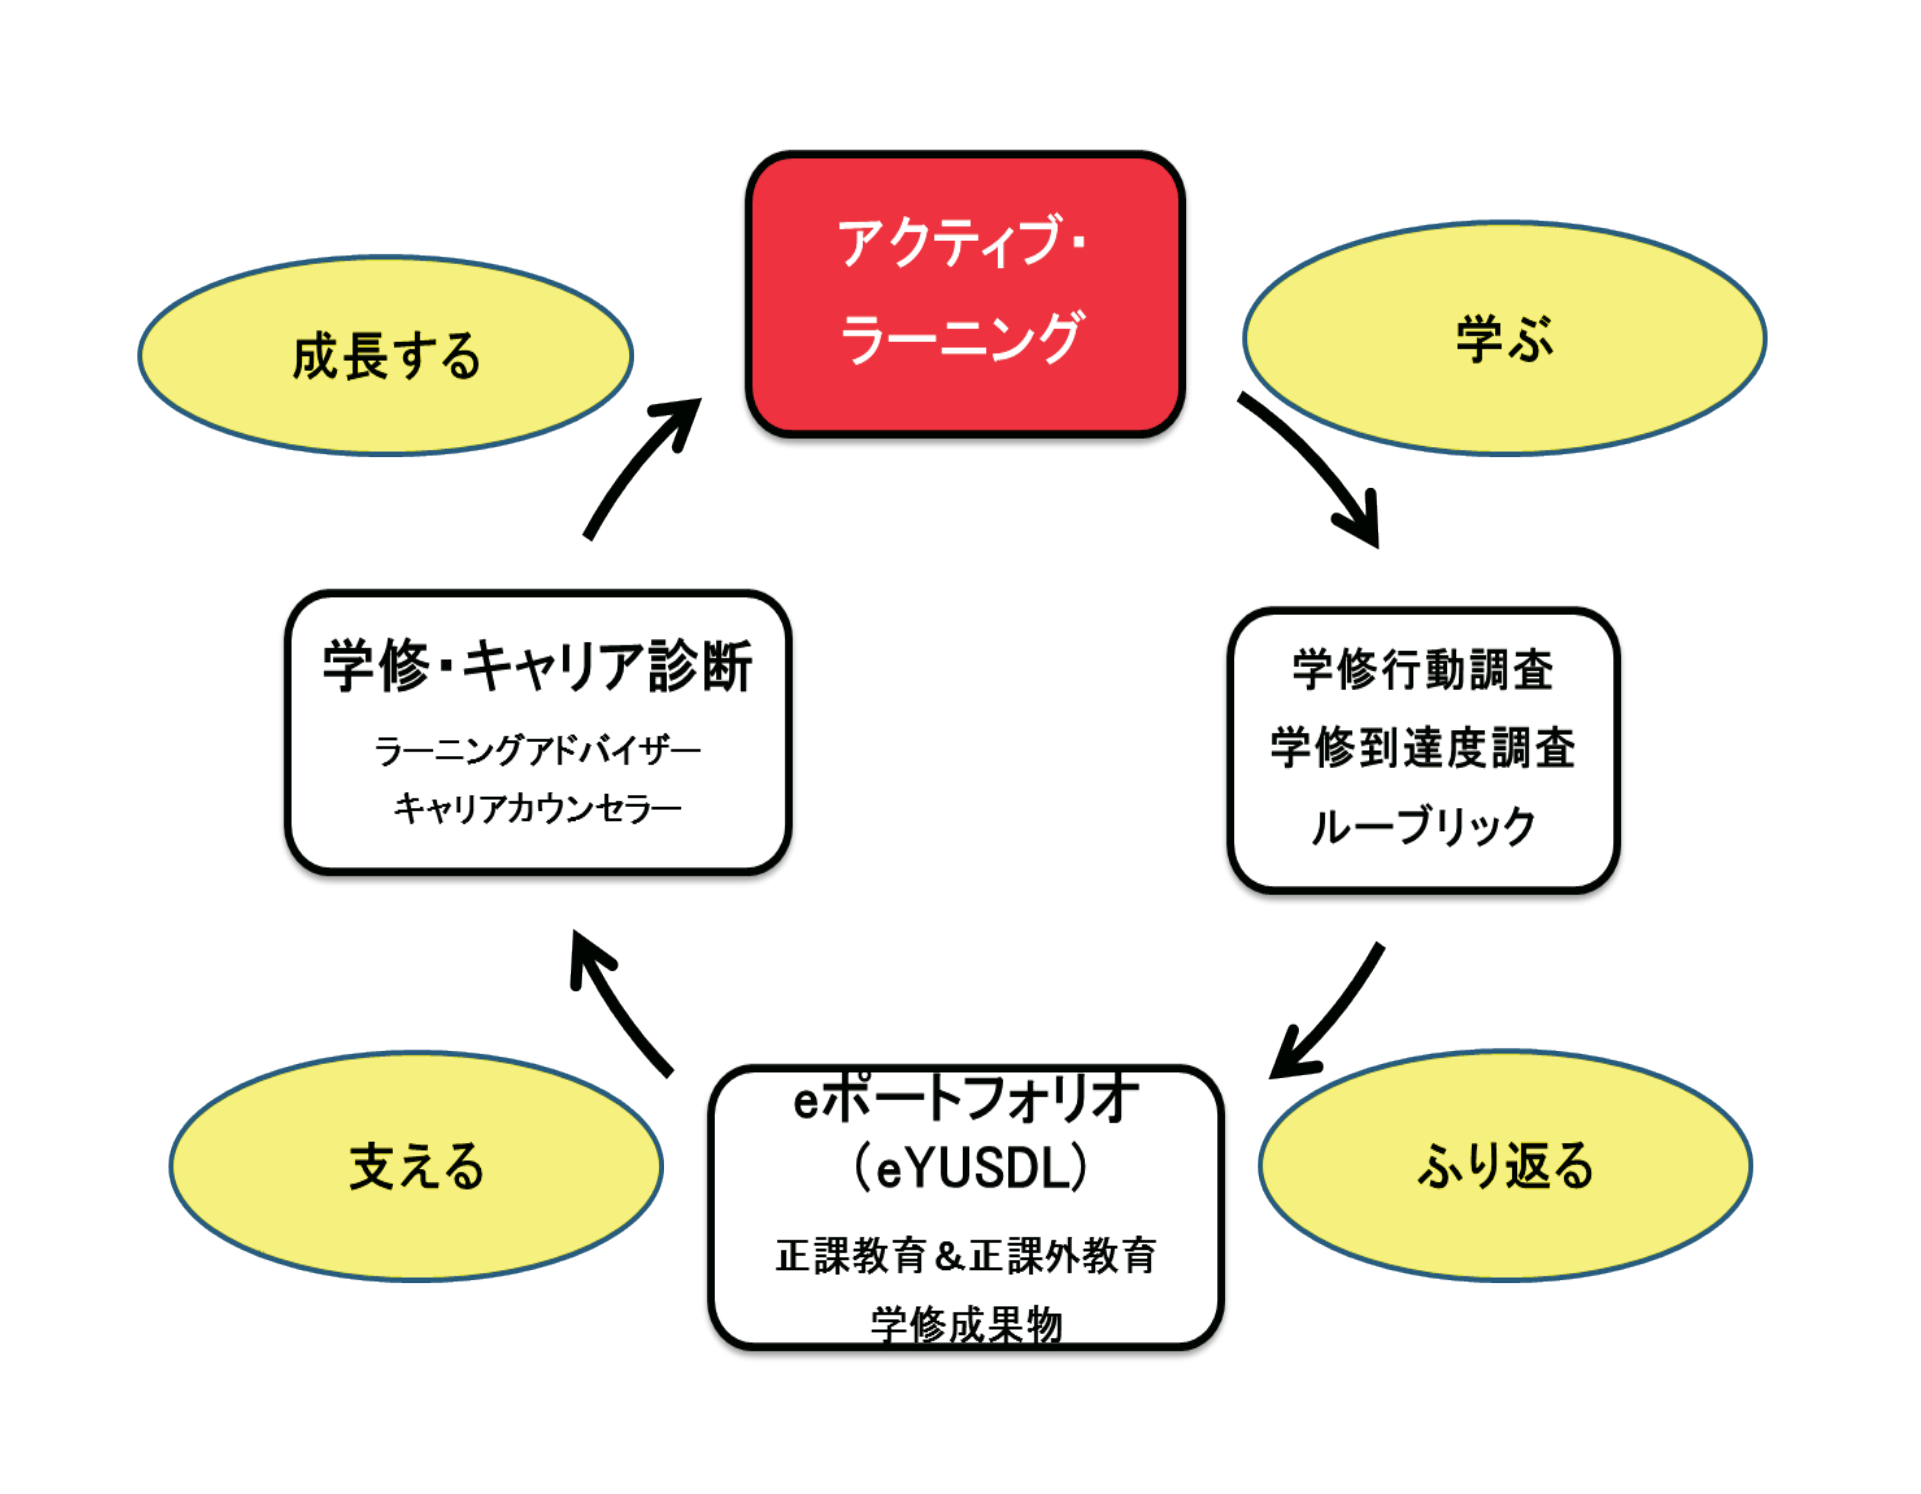 アクティブ・
ラーニング
学ぶ
学修行動調査
学修到達度調査
ルーブリック
ふり返る
eポートフォリオ
（eYUSDL）
正課教育＆正課外教育
学修成果物
支える
学修・キャリア診断
ラーニングアドバイザー
キャリアカウンセラー
成長する